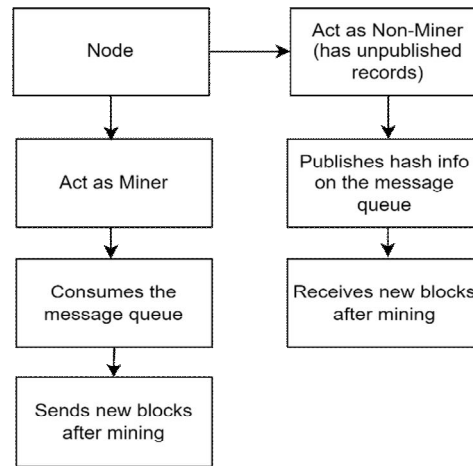 Node
Act as Non-Miner
(has unpublished
records)
Act as Miner
Publishes hash info
on the message
queue
Consumes the
message queue
Receives new blocks
after mining
Sends new blocks
after mining